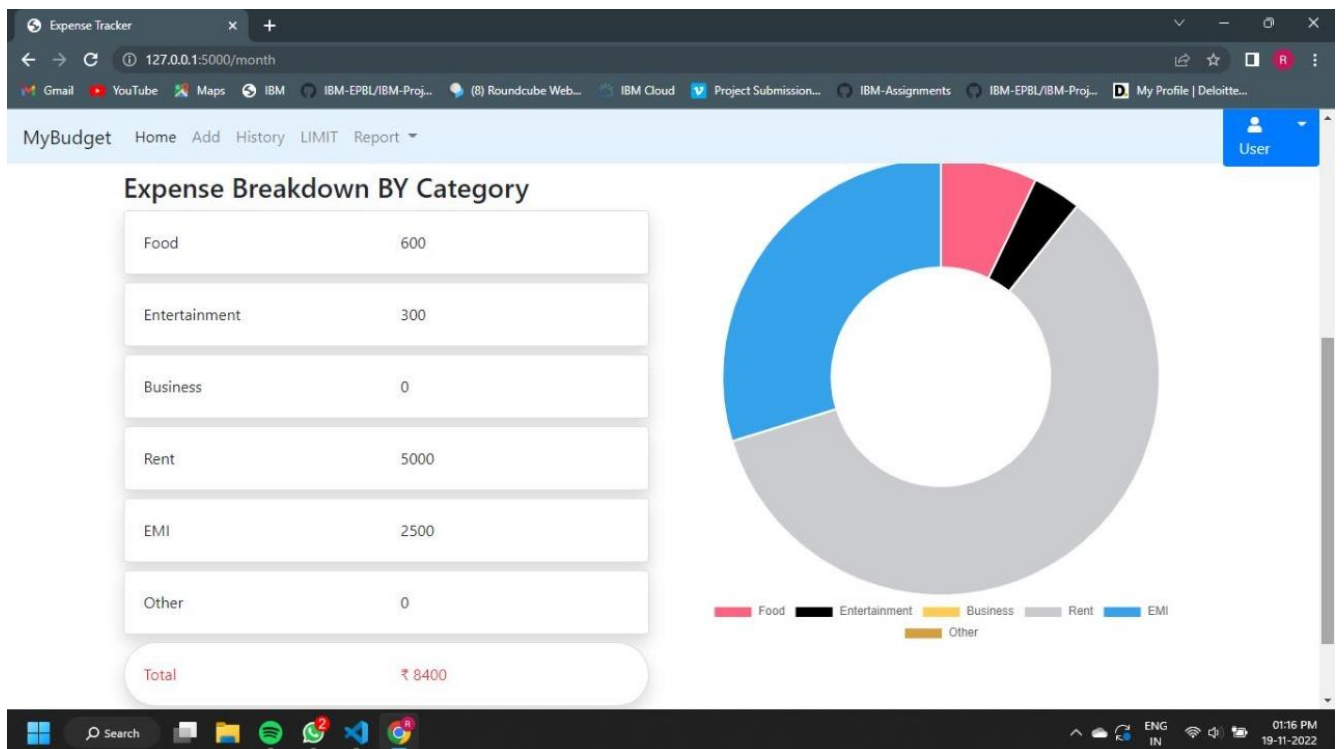 Expense Tracker
127.0.0.1:5000/month
Gmail YouTube Maps IBM IBM-EPBL/IBM-Proj... (8) Roundcube Web... IBM Cloud Project Submission... IBM-Assignments IBM-EPBL/IBM-Proj... D. My Profile | Deloitte...
R
MyBudget Home Add History LIMIT Report
User
Expense Breakdown BY Category
Food 600
Entertainment 300
Business 0
Rent 5000
EMI 2500
Other 0
Total ₹ 8400
Food Entertainment Business Rent EMI
Other
Search
2
R
ENG
IN
01:16 PM
19-11-2022